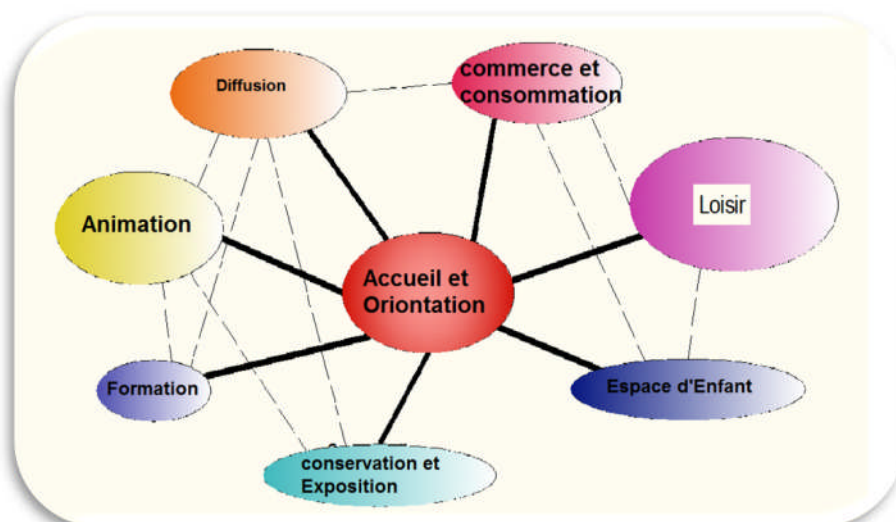 Diffusion
commerce et
consommation
Loisir
Animation
Accueil et
Oriontation
Formation
Espace d'Enfant
conservation et
Exposition